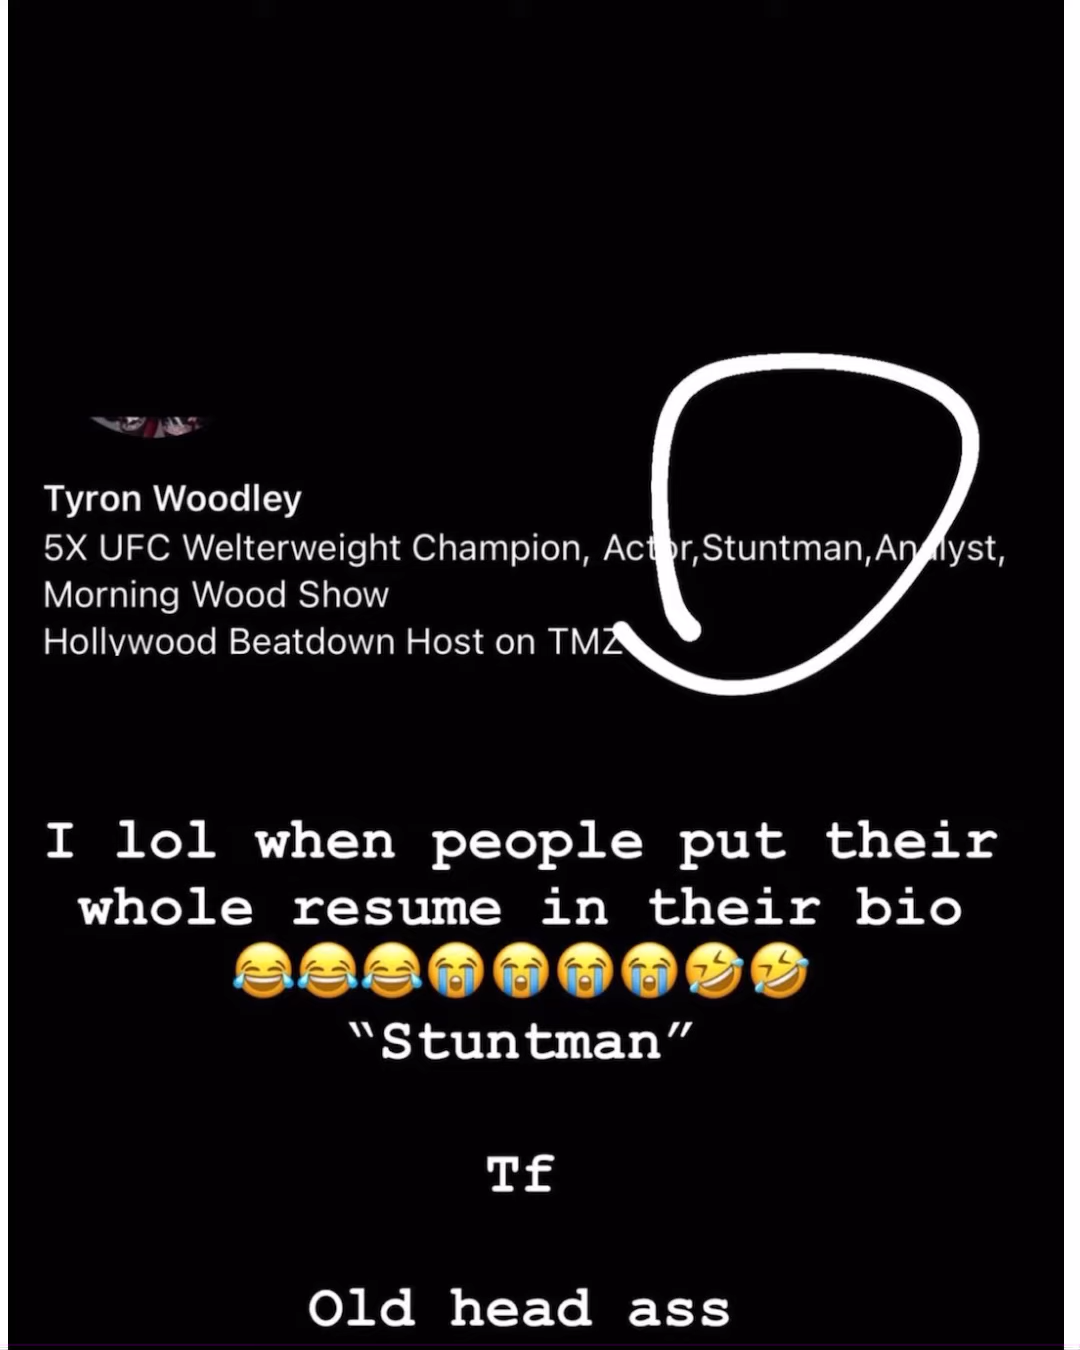 Tyron Woodley
5X UFC Welterweight Champion, Actor,Stuntman,Analyst,
Morning Wood Show
Hollywood Beatdown Host on TMZ
I lol when people put their
whole resume in their bio
😂😂😂😭😭😭😭🤣🤣
“Stuntman”
Tf
Old head ass